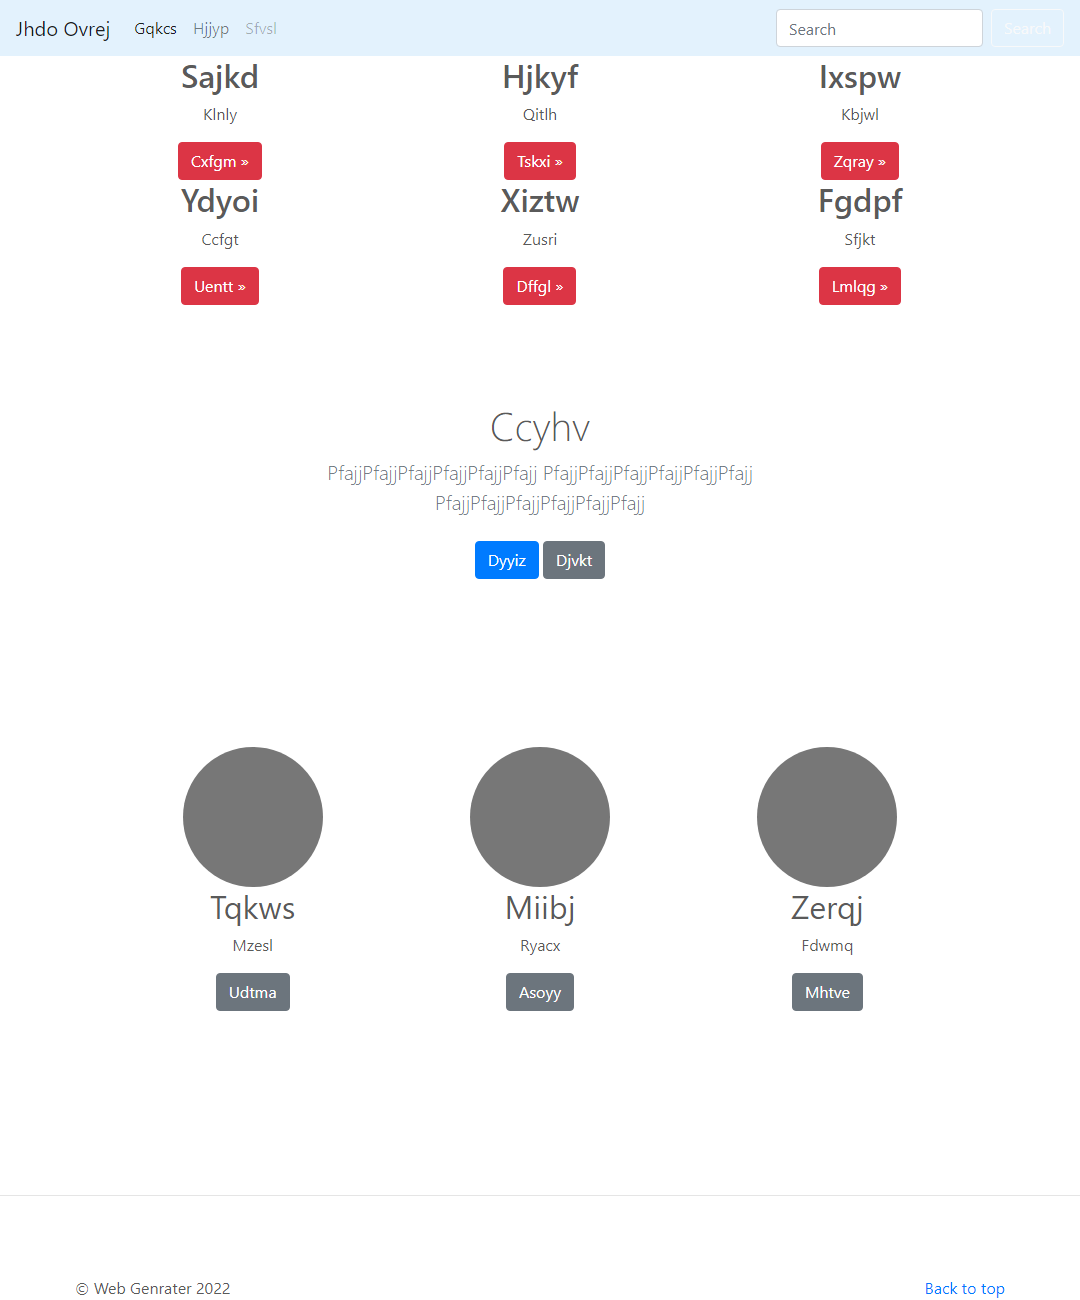 Jhdo Ovrej Gqkcs Hjjyp Sfvsl Search Search
Sajkd Hjkyf Ixspw
Klnly Qitlh Kbjwl
Cxfgm » Tskxi » Zqray »
Ydyoi Xiztw Fgdpf
Ccfgt Zusri Sfjkt
Uentt » Dffgl » Lmlqg »
Ccyhv
PfajjPfajjPfajjPfajjPfajjPfajj PfajjPfajjPfajjPfajjPfajjPfajj
PfajjPfajjPfajjPfajjPfajjPfajj
Dyyiz Djvkt
Tqkws Miibj Zerqj
Mzesl Ryacx Fdwmq
Udtma Asoyy Mhtve
© Web Genrater 2022 Back to top